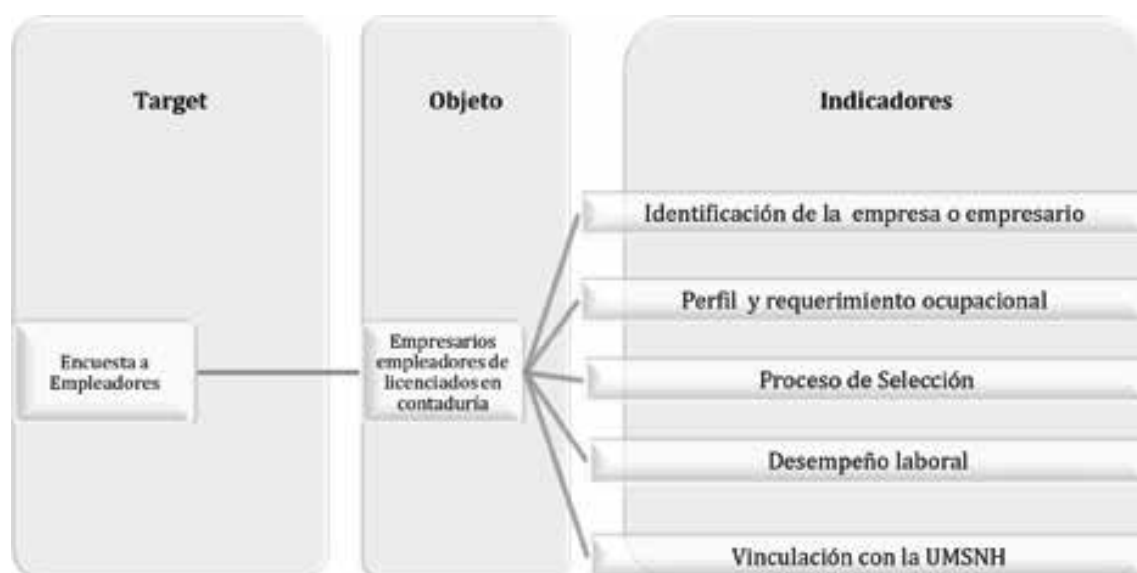 Target
Objeto
Indicadores
Identificación de la empresa o empresario
Perfil y requerimiento ocupacional
Encuesta a
Empleadores
Empresarios
empleadores de
licenciados en
contaduría
Proceso de Selección
Desempeño laboral
Vinculación con la UMSNH